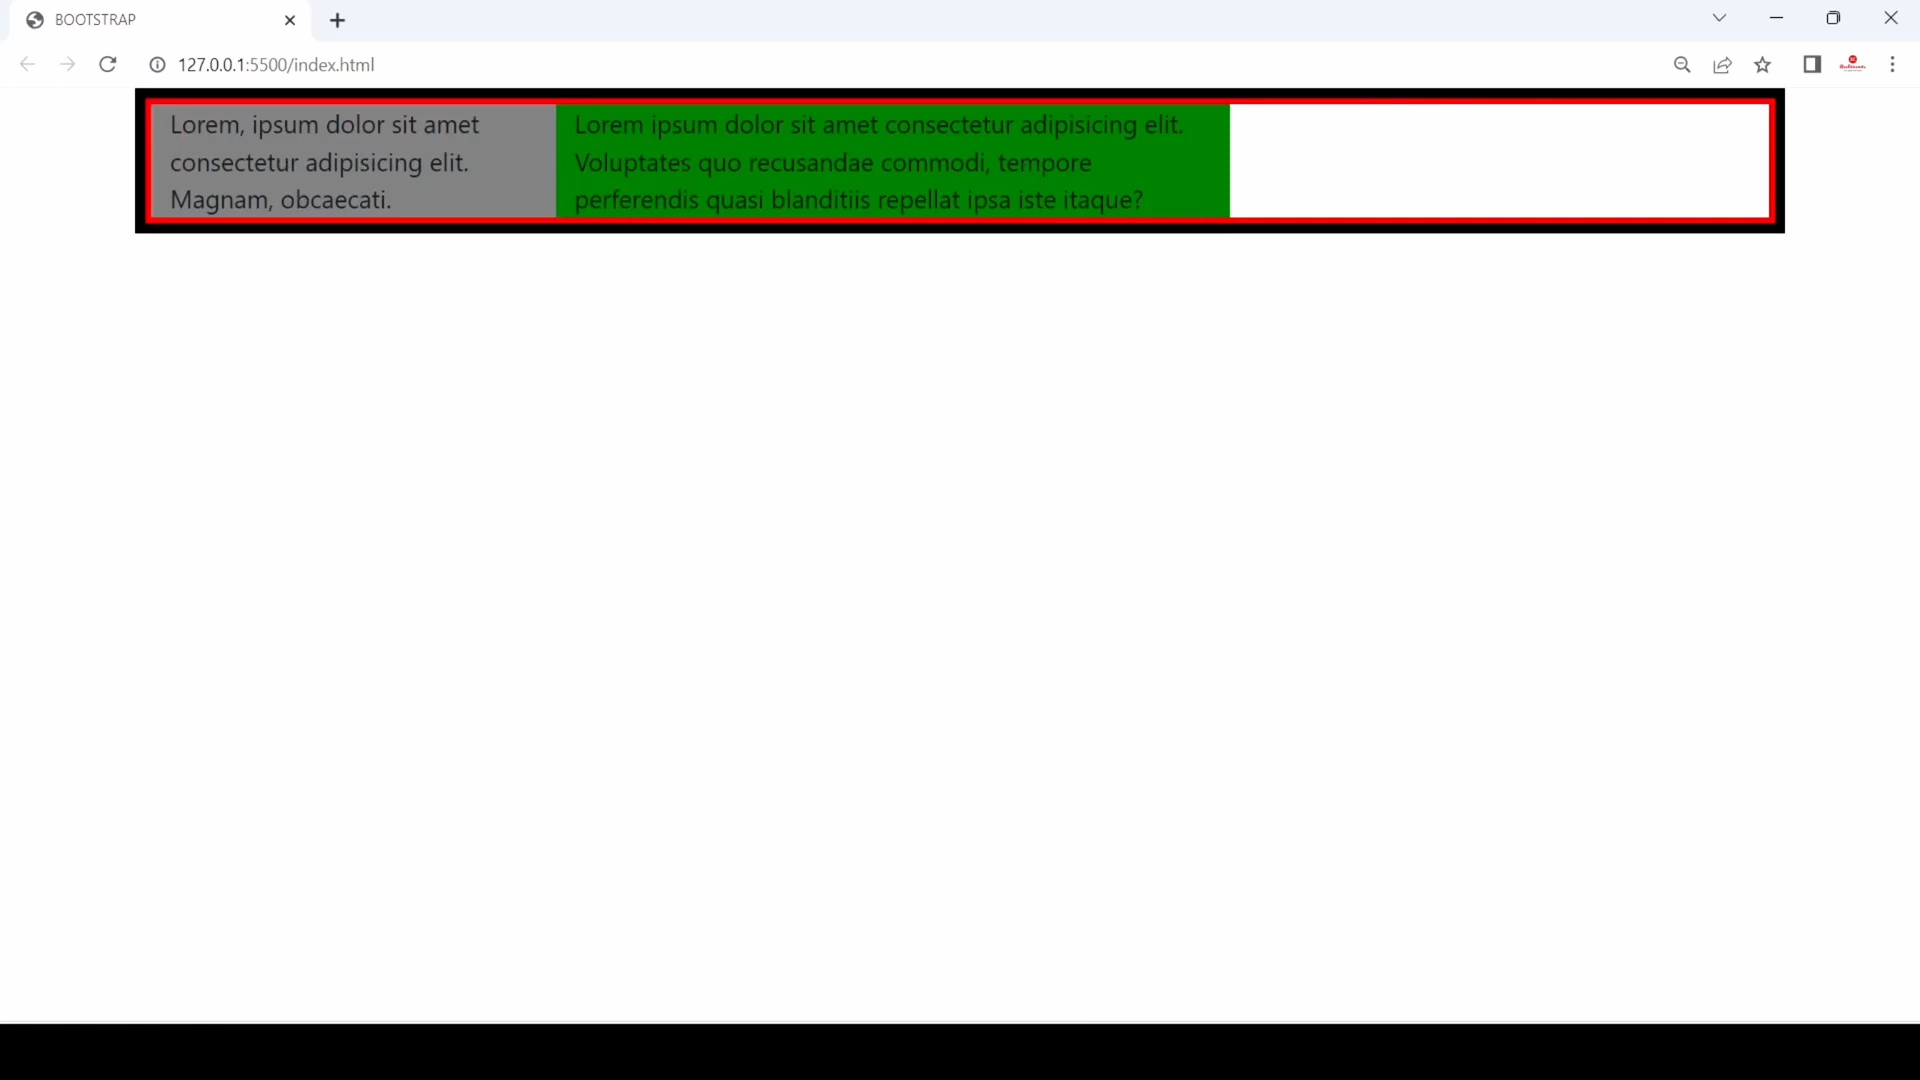 BOOTSTRAP
127.0.0.1:5500/index.html
Lorem, ipsum dolor sit amet
consectetur adipisicing elit.
Magnam, obcaecati.
Lorem ipsum dolor sit amet consectetur adipisicing elit.
Voluptates quo recusandae commodi, tempore
perferendis quasi blanditiis repellat ipsa iste itaque?